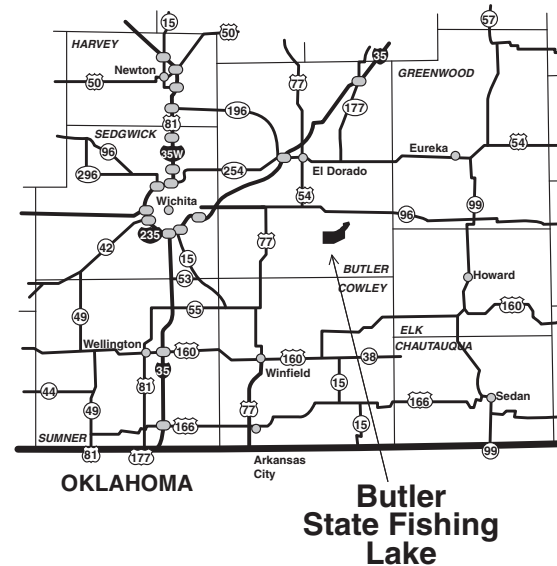 15
50
57
HARVEY
35
Newton
77
GREENWOOD
50
177
196
81
SEDGWICK
54
96
35W
Eureka
296
254
El Dorado
54
99
Wichita
96
235
42
77
15
BUTLER
53
COWLEY
Howard
55
160
49
ELK
Wellington
160
160
38
CHAUTAUQUA
35
Winfield
44
81
15
49
77
166
Sedan
166
15
SUMNER
81
177
Arkansas
City
99
OKLAHOMA
Butler
State Fishing
Lake